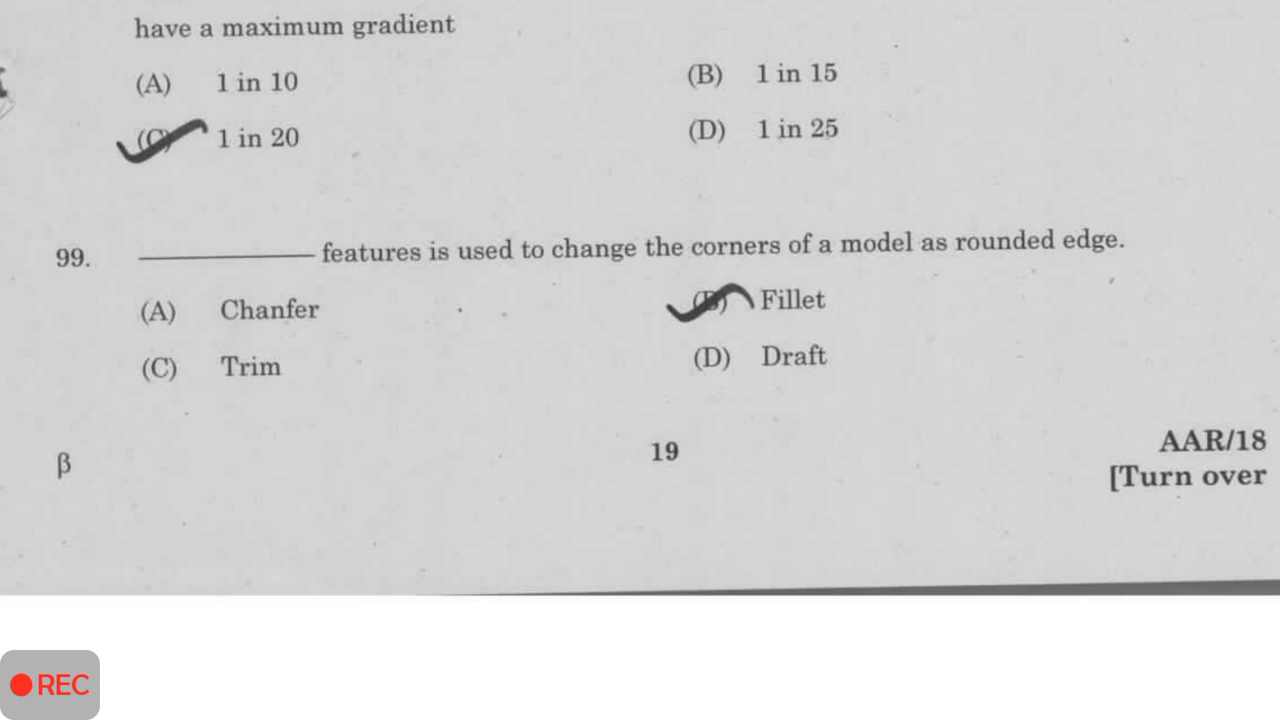 have a maximum gradient
(A) 1 in 10
(B) 1 in 15
(C) 1 in 20
(D) 1 in 25
99. ____________ features is used to change the corners of a model as rounded edge.
(A) Chanfer
(B) Fillet
(C) Trim
(D) Draft
β
19
AAR/18
[Turn over
REC